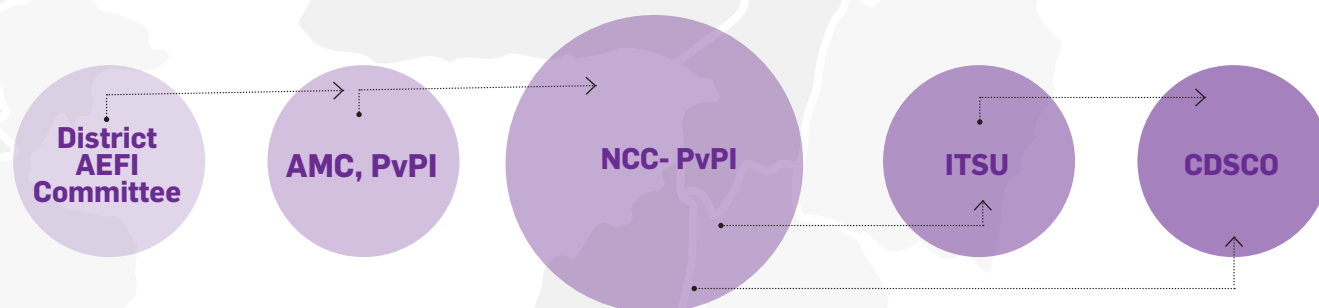 District
AEFI
Committee
AMC, PvPI
NCC- PvPI
ITSU
CDSCO